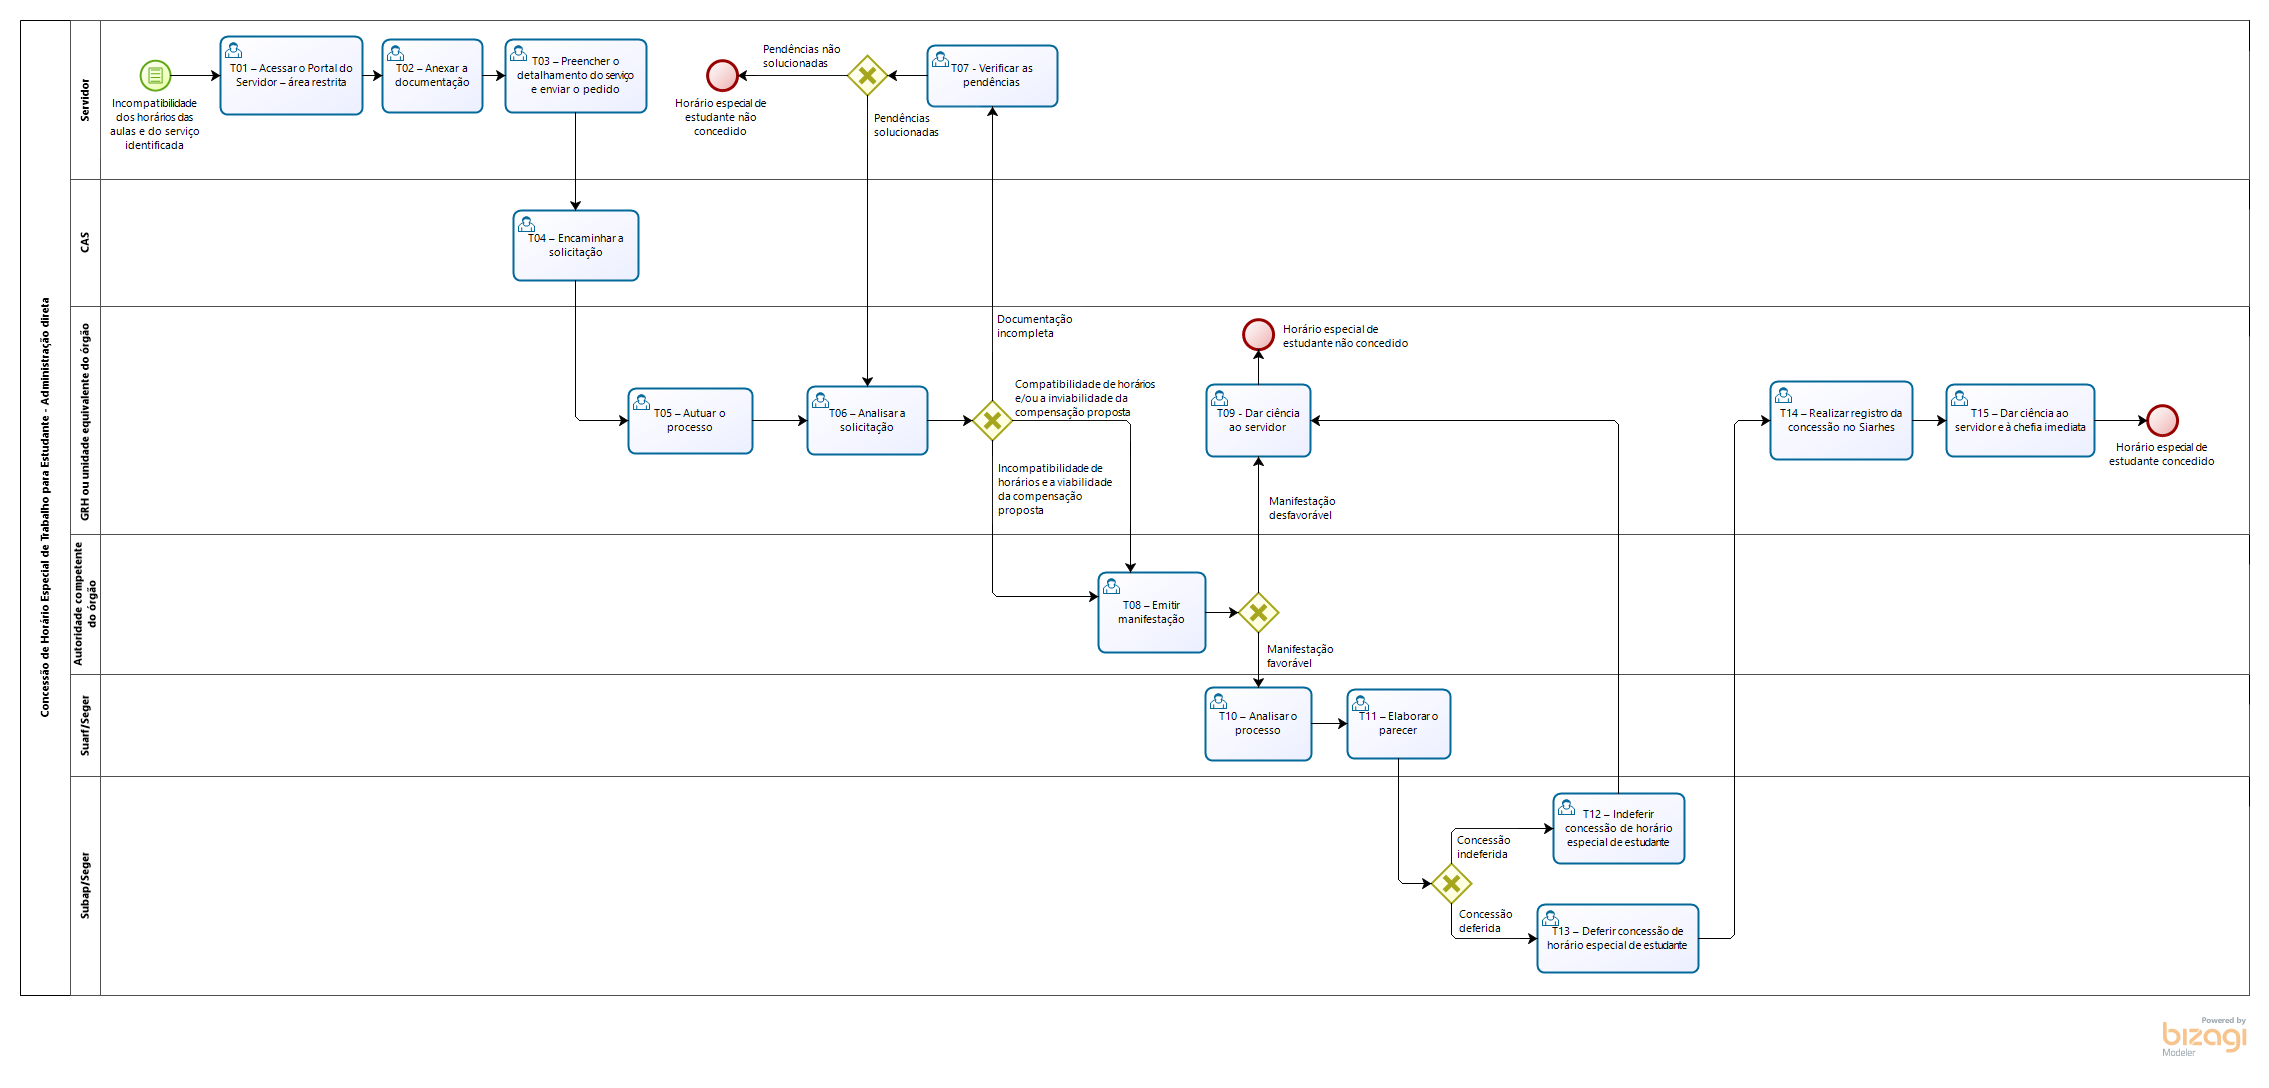 Concessão de Horário Especial de Trabalho para Estudante - Administração direta
Servidor
Incompatibilidade
dos horários das
aulas e do serviço
identificada
T01 – Acessar o Portal do
Servidor – área restrita
T02 – Anexar a
documentação
T03 – Preencher o
detalhamento do serviço
e enviar o pedido
Horário especial de
estudante não
concedido
Pendências não
solucionadas
Pendências
solucionadas
T07 - Verificar as
pendências
CAS
T04 – Encaminhar a
solicitação
GRH ou unidade equivalente do órgão
T05 – Autuar o
processo
T06 – Analisar a
solicitação
Documentação
incompleta
Compatibilidade de horários
e/ou a inviabilidade da
compensação proposta
Incompatibilidade de
horários e a viabilidade
da compensação
proposta
Horário especial de
estudante não concedido
T09 - Dar ciência
ao servidor
Manifestação
desfavorável
T14 – Realizar registro da
concessão no Siarhes
T15 – Dar ciência ao
servidor e à chefia imediata
Horário especial de
estudante concedido
Autoridade competente
do órgão
T08 – Emitir
manifestação
Manifestação
favorável
Suarf/Seger
T10 – Analisar o
processo
T11 – Elaborar o
parecer
Subap/Seger
Concessão
indeferida
T12 – Indeferir
concessão de horário
especial de estudante
Concessão
deferida
T13 – Deferir concessão de
horário especial de estudante
Powered by
bizagi
Modeler